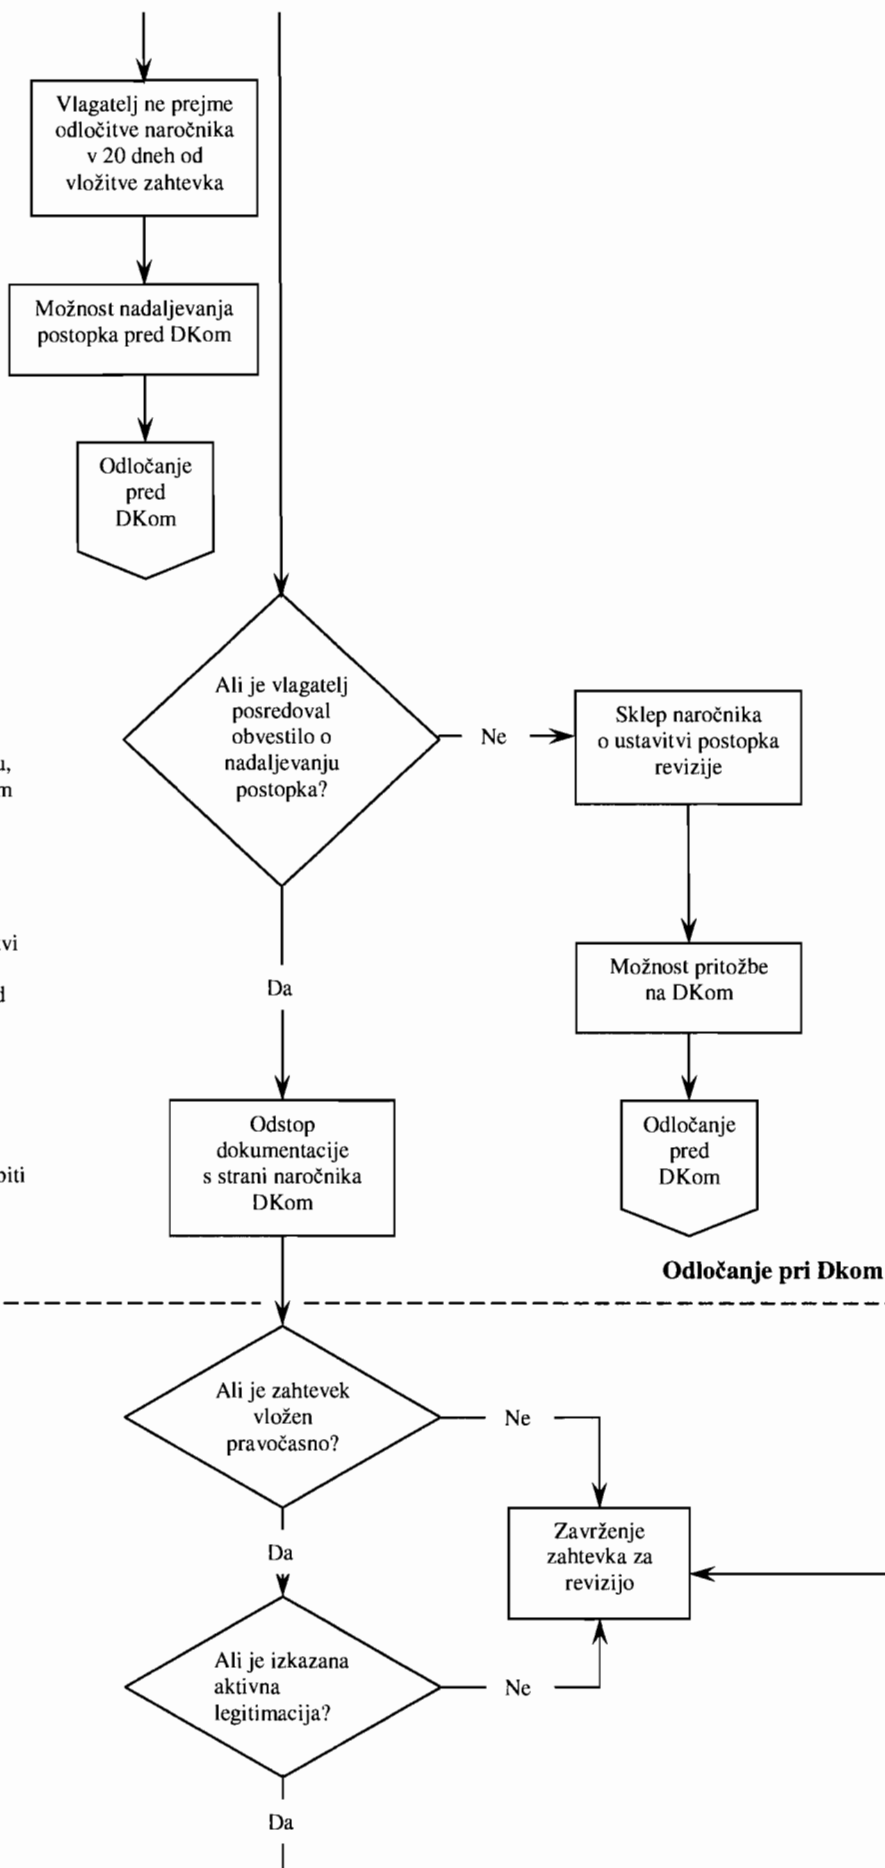 Vlagatelj ne prejme
odločitve naročnika
v 20 dneh od
vložitve zahtevka
Možnost nadaljevanja
postopka pred DKom
Odločanje
pred
DKom
Ali je vlagatelj
posredoval
obvestilo o
nadaljevanju
postopka?
Ne
Sklep naročnika
o ustavitvi postopka
revizije
Možnost pritožbe
na DKom
Da
Odstop
dokumentacije
s strani naročnika
DKom
Odločanje
pred
DKom
Odločanje pri Dkom
Ali je zahtevek
vložen
pravočasno?
Ne
Da
Zavrženje
zahtevka za
revizijo
Ali je izkazana
aktivna
legitimacija?
Ne
Da